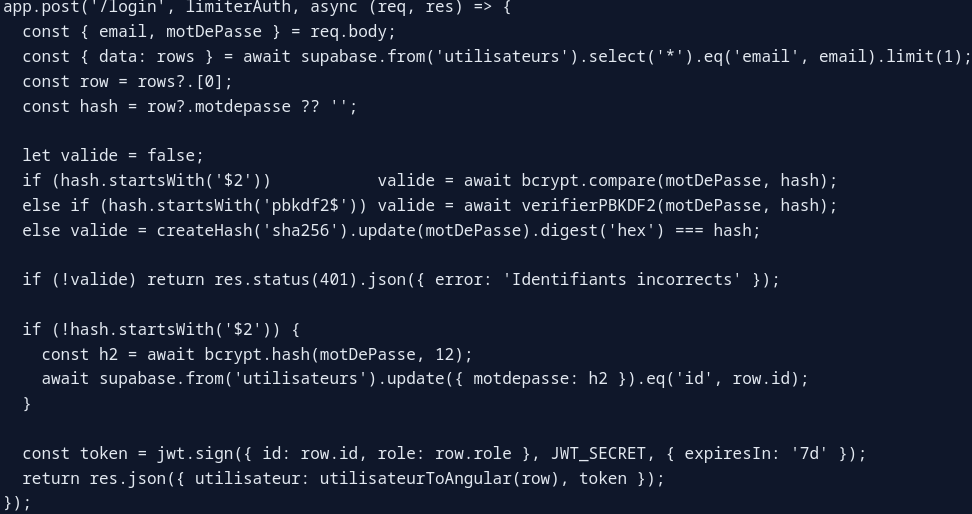 app.post('/login', limiterAuth, async (req, res) => {
  const { email, motDePasse } = req.body;
  const { data: rows } = await supabase.from('utilisateurs').select('*').eq('email', email).limit(1);
  const row = rows?.[0];
  const hash = row?.motdepasse ?? '';

  let valide = false;
  if (hash.startsWith('$2'))           valide = await bcrypt.compare(motDePasse, hash);
  else if (hash.startsWith('pbkdf2$')) valide = await verifierPBKDF2(motDePasse, hash);
  else valide = createHash('sha256').update(motDePasse).digest('hex') === hash;

  if (!valide) return res.status(401).json({ error: 'Identifiants incorrects' });

  if (!hash.startsWith('$2')) {
    const h2 = await bcrypt.hash(motDePasse, 12);
    await supabase.from('utilisateurs').update({ motdepasse: h2 }).eq('id', row.id);
  }

  const token = jwt.sign({ id: row.id, role: row.role }, JWT_SECRET, { expiresIn: '7d' });
  return res.json({ utilisateur: utilisateurToAngular(row), token });
});